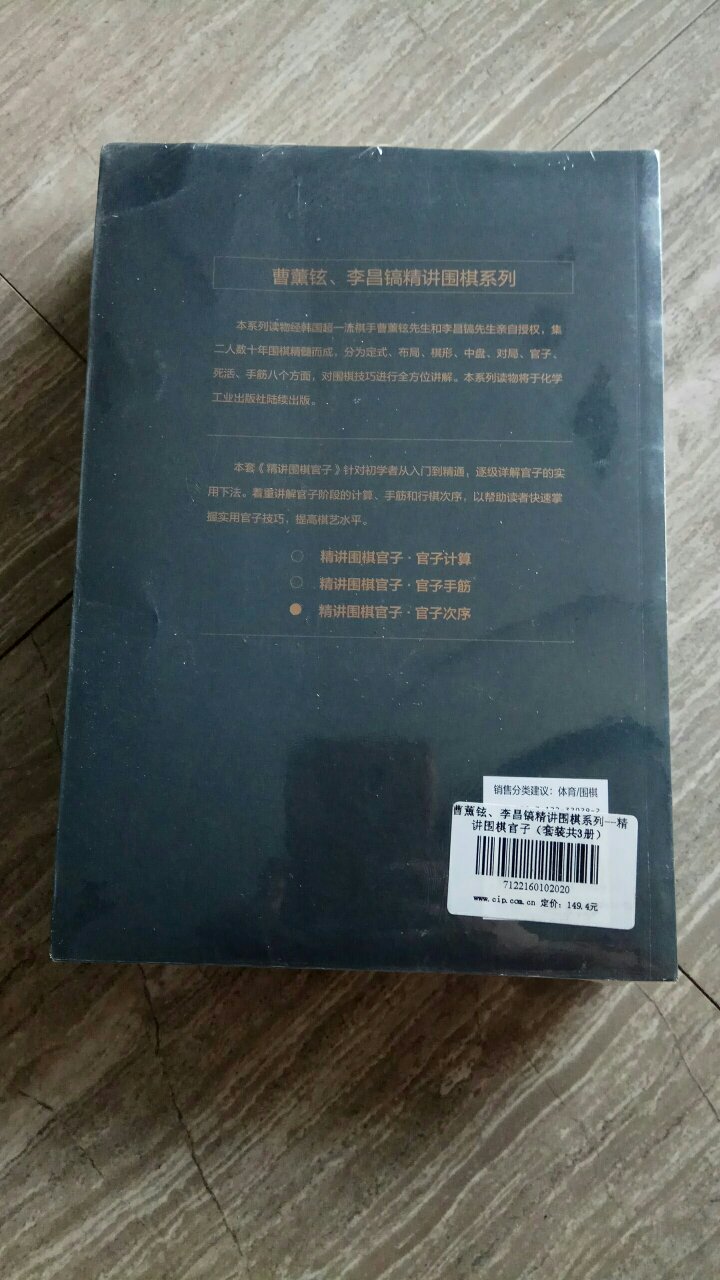 曹薰铉、李昌镐精讲围棋系列
本系列读物经韩国超一流棋手曹薰铉先生和李昌镐先生亲自授权，集
二人数十年围棋精髓而成，分为定式、布局、棋形、中盘、对局、官子、
死活、手筋八个方面，对围棋技巧进行全方位讲解。本系列读物将于化学
工业出版社陆续出版。
本套《精讲围棋官子》针对初学者从入门到精通，逐级详解官子的实
用下法。着重讲解官子阶段的计算、手筋和行棋次序，以帮助读者快速掌
握实用官子技巧，提高棋艺水平。
精讲围棋官子·官子计算
精讲围棋官子·官子手筋
精讲围棋官子·官子次序
销售分类建议：体育/围棋
曹薰铉、李昌镐精讲围棋系列--精
讲围棋官子（套装共3册）
7122160102020
www.cip.com.cn 定价：149.4元